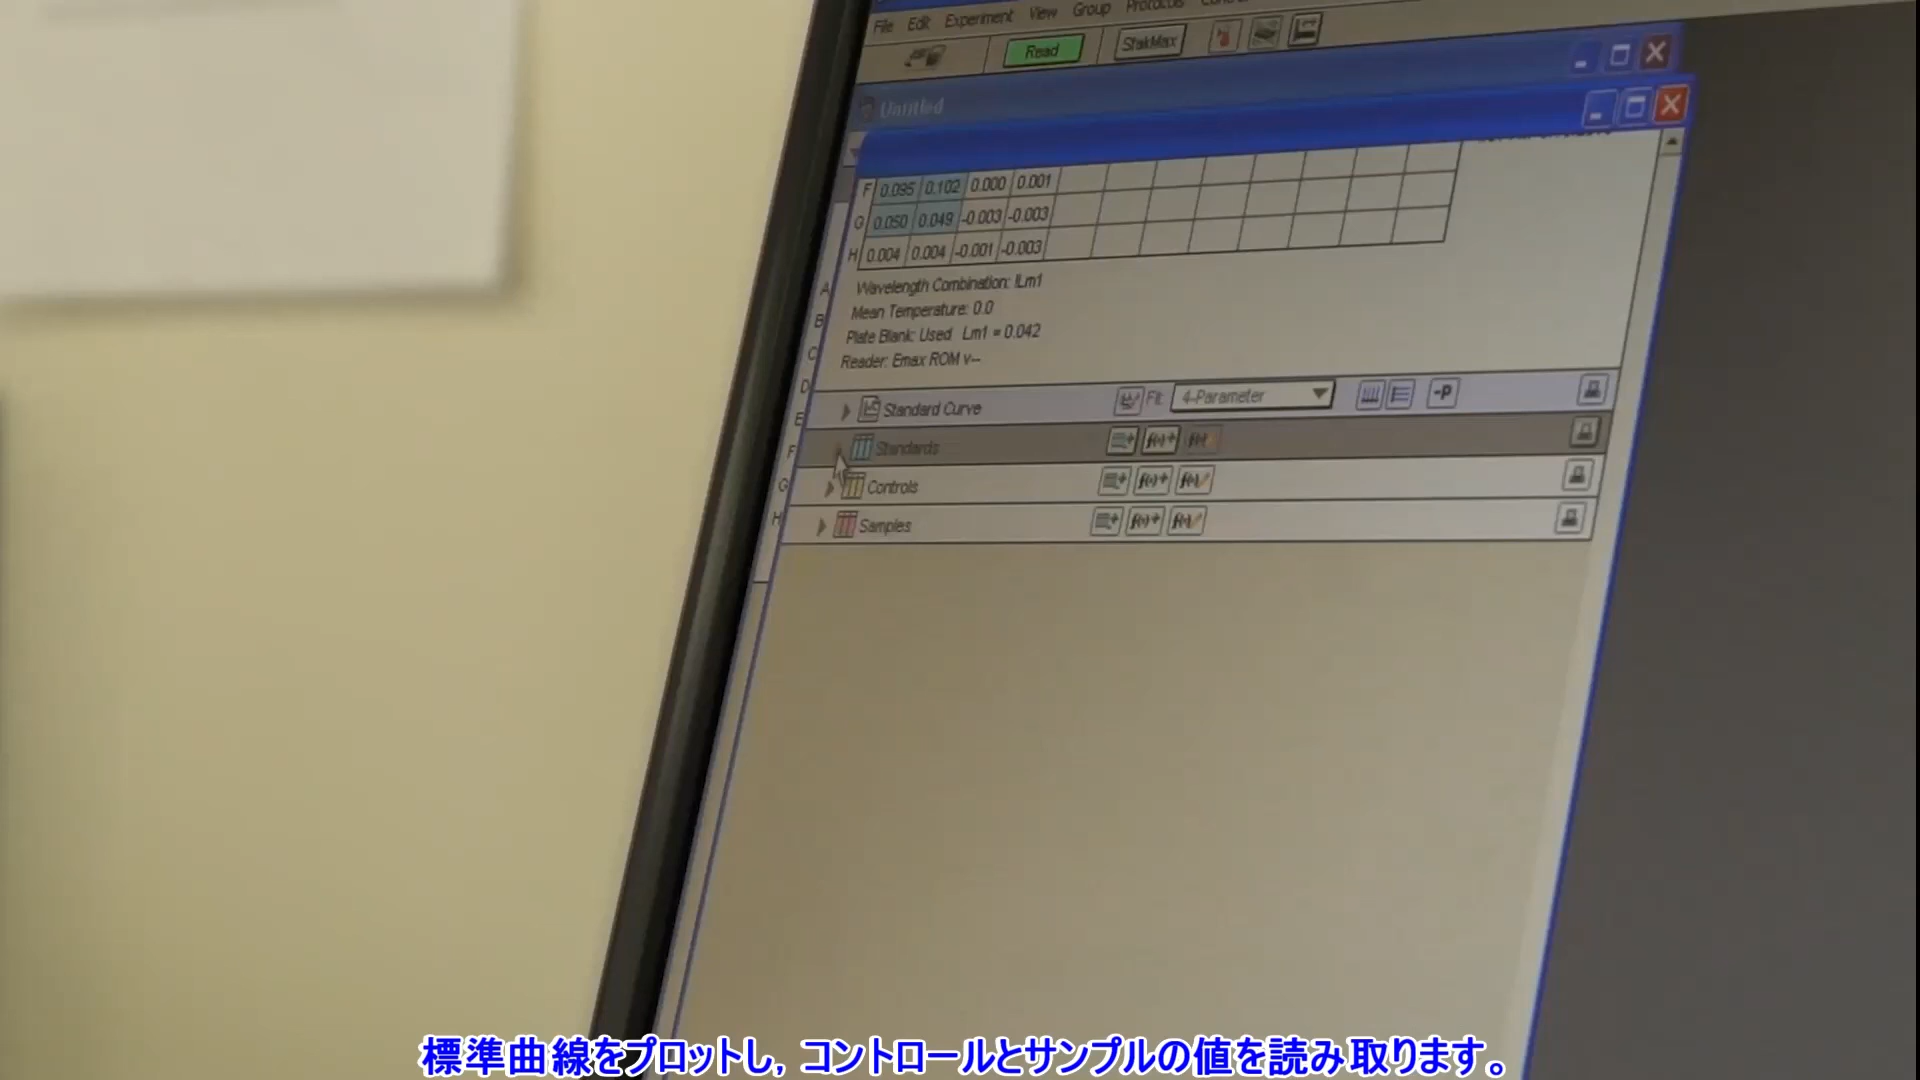 File Edit Experiment View Group Protocols
Read StakMax
Untitled
F 0.095 0.102 0.000 0.001
G 0.050 0.049 -0.003 -0.003
H 0.004 0.004 -0.001 -0.003
Wavelength Combination: !Lm1
Mean Temperature: 0.0
Plate Blank: Used Lm1 = 0.042
Reader: Emax ROM v--
A
B
C
D
E
F
G
H
Standard Curve Fit: 4-Parameter -P
Standards
Controls
Samples
標準曲線をプロットし, コントロールとサンプルの値を読み取ります。